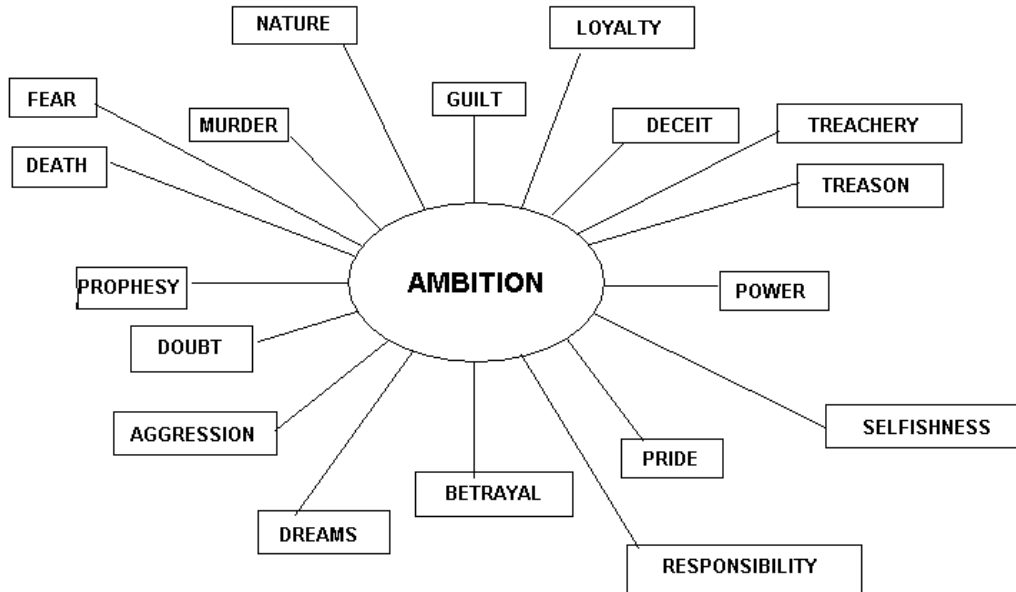 NATURE
LOYALTY
FEAR
GUILT
MURDER
DECEIT
TREACHERY
DEATH
TREASON
AMBITION
PROPHESY
POWER
DOUBT
AGGRESSION
SELFISHNESS
PRIDE
BETRAYAL
DREAMS
RESPONSIBILITY